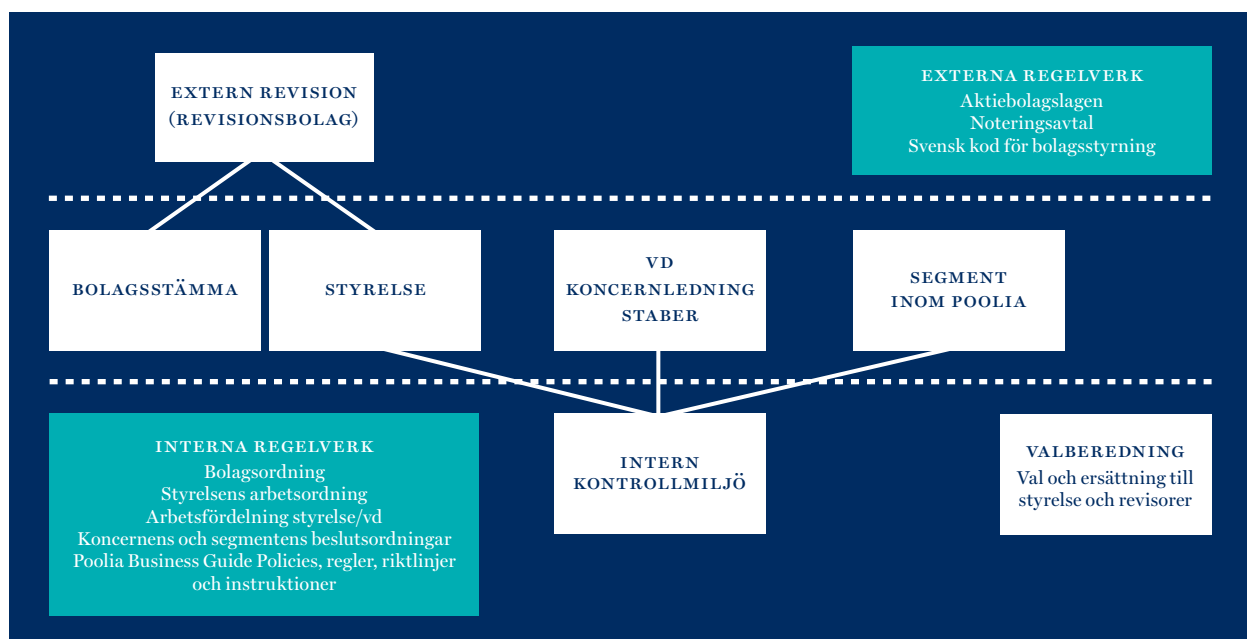 EXTERN REVISION
(REVISIONSBOLAG)
EXTERNA REGELVERK
Aktiebolagslagen
Noteringsavtal
Svensk kod för bolagsstyrning
BOLAGSSTÄMMA
STYRELSE
VD
KONCERNLEDNING
STABER
SEGMENT
INOM POOLIA
INTERNA REGELVERK
Bolagsordning
Styrelsens arbetsordning
Arbetsfördelning styrelse/vd
Koncernens och segmentens beslutsordningar
Poolia Business Guide Policies, regler, riktlinjer
och instruktioner
INTERN
KONTROLLMILJÖ
VALBEREDNING
Val och ersättning till
styrelse och revisorer